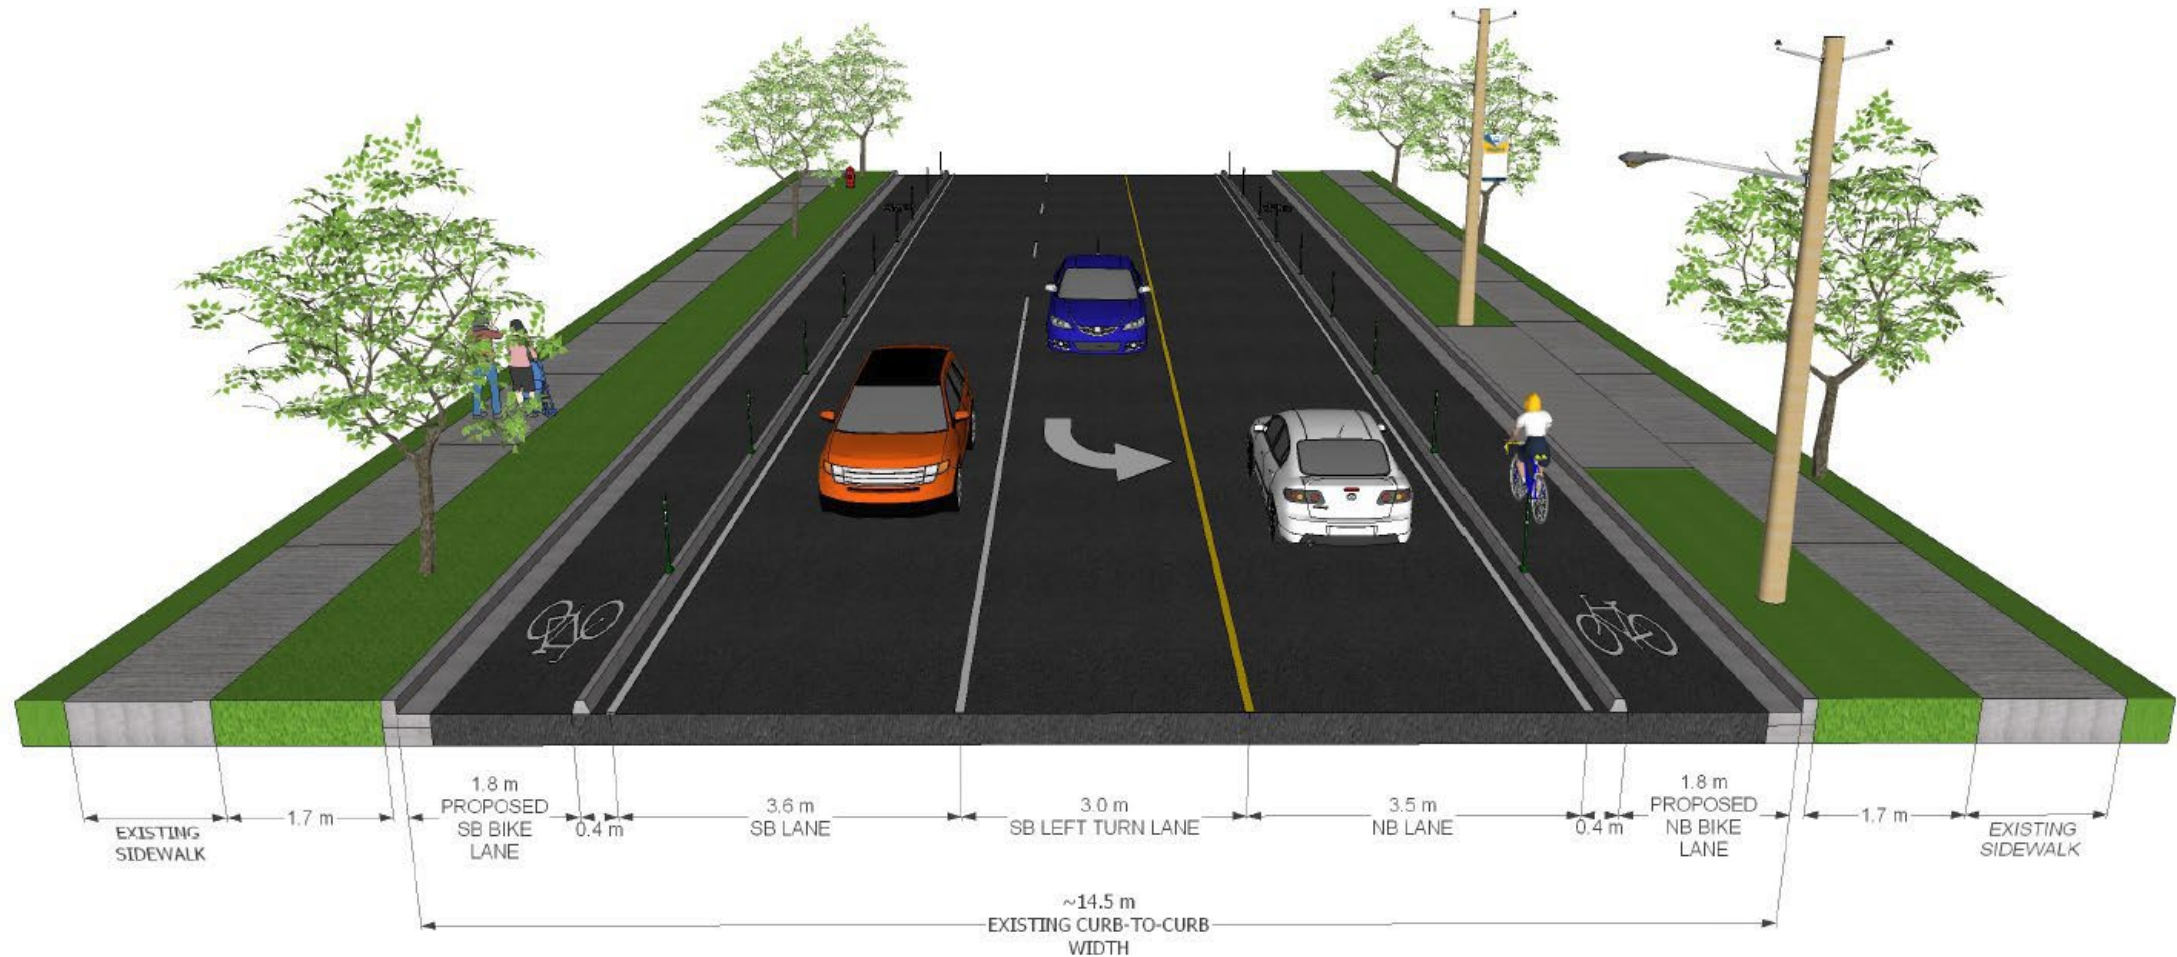 1.8 m
PROPOSED
SB BIKE
LANE
1.7 m
EXISTING
SIDEWALK
0.4 m
3.6 m
SB LANE
3.0 m
SB LEFT TURN LANE
3.5 m
NB LANE
0.4 m
1.8 m
PROPOSED
NB BIKE
LANE
1.7 m
EXISTING
SIDEWALK
~14.5 m
EXISTING CURB-TO-CURB
WIDTH